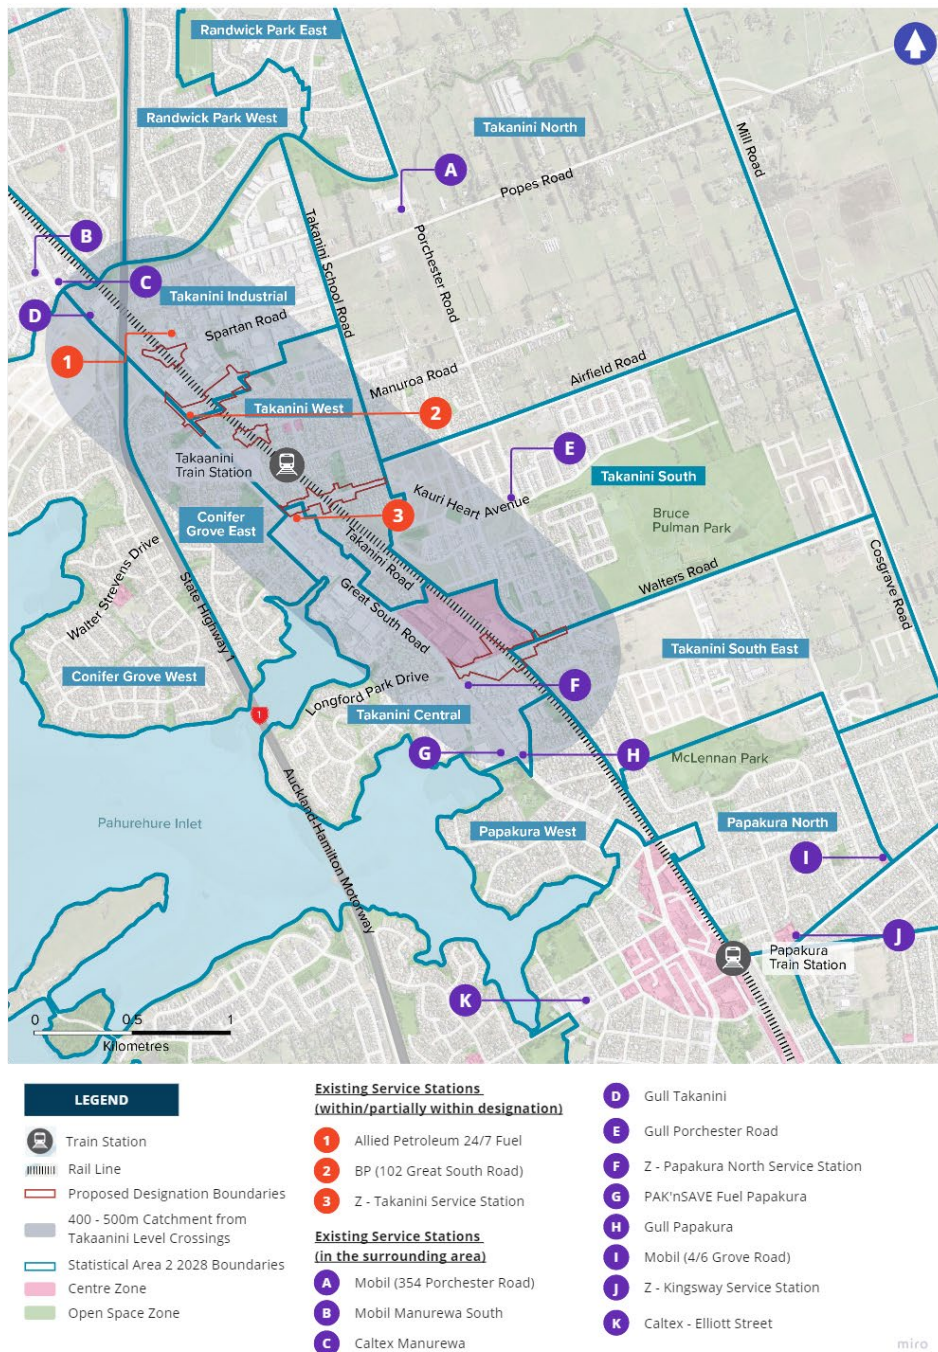 Randwick Park East
Randwick Park West
Takanini North
Mill Road
A
Popes Road
Takanini School Road
Porchester Road
B
C
Takanini Industrial
D
Spartan Road
1
Manuroa Road
Airfield Road
Takanini West
2
Takaanini
Train Station
E
Takanini South
Kauri Heart Avenue
Conifer
Grove East
3
Bruce
Pulman Park
Takanini Road
Walter Strevens Drive
State Highway 1
Great South Road
Walters Road
Cosgrave Road
Takanini South East
Conifer Grove West
Longford Park Drive
F
1
Takanini Central
G
H
McLennan Park
Auckland-Hamilton Motorway
Pahurehure Inlet
Papakura West
Papakura North
I
J
Papakura
Train Station
K
0 0.5 1
Kilometres
LEGEND
Train Station
Rail Line
Proposed Designation Boundaries
400 - 500m Catchment from
Takaanini Level Crossings
Statistical Area 2 2028 Boundaries
Centre Zone
Open Space Zone
Existing Service Stations
(within/partially within designation)
1 Allied Petroleum 24/7 Fuel
2 BP (102 Great South Road)
3 Z - Takanini Service Station
Existing Service Stations
(in the surrounding area)
A Mobil (354 Porchester Road)
B Mobil Manurewa South
C Caltex Manurewa
D Gull Takanini
E Gull Porchester Road
F Z - Papakura North Service Station
G PAK'nSAVE Fuel Papakura
H Gull Papakura
I Mobil (4/6 Grove Road)
J Z - Kingsway Service Station
K Caltex - Elliott Street
miro